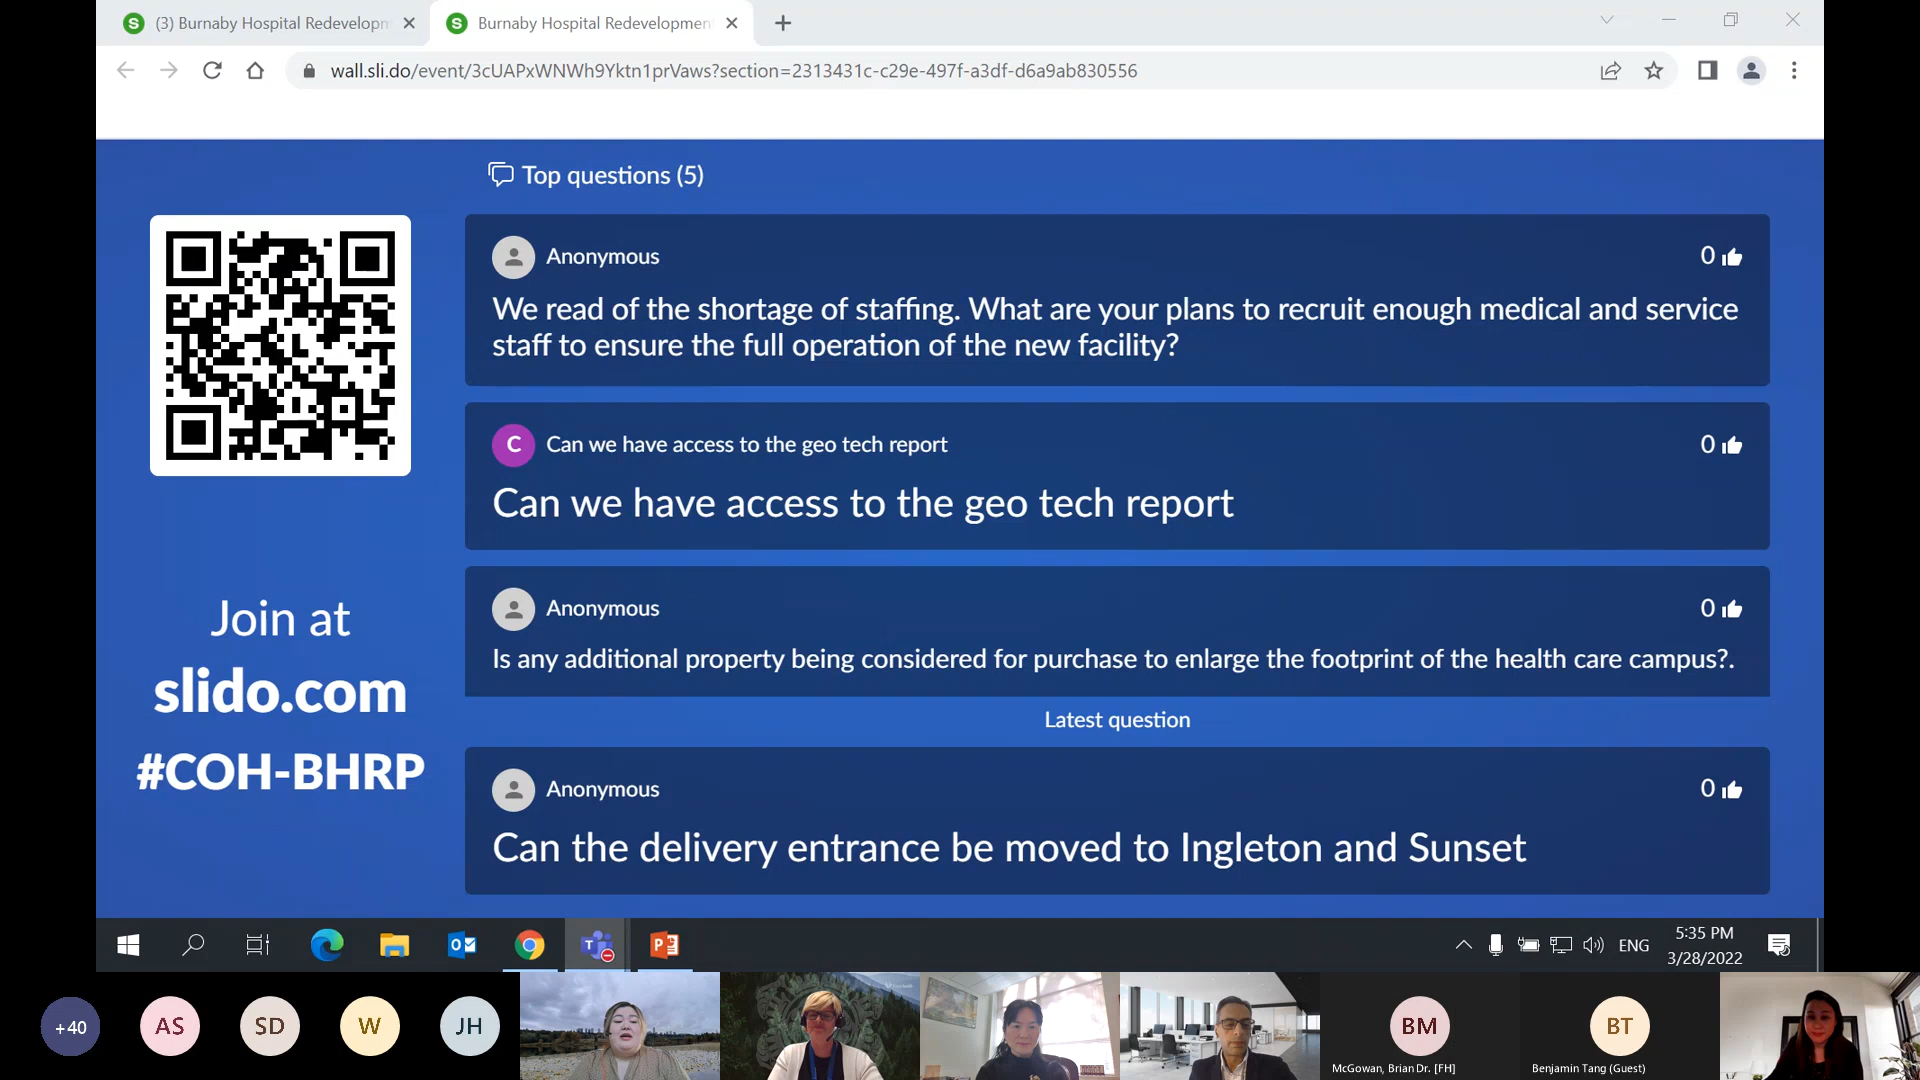 (3) Burnaby Hospital Redevelopm
Burnaby Hospital Redevelopmen
wall.sli.do/event/3cUAPxWNWh9Yktn1prVaws?section=2313431c-c29e-497f-a3df-d6a9ab830556
Top questions (5)
Anonymous
0
We read of the shortage of staffing. What are your plans to recruit enough medical and service
staff to ensure the full operation of the new facility?
C
Can we have access to the geo tech report
0
Can we have access to the geo tech report
Anonymous
0
Is any additional property being considered for purchase to enlarge the footprint of the health care campus?.
Latest question
Anonymous
0
Can the delivery entrance be moved to Ingleton and Sunset
Join at
slido.com
#COH-BHRP
ENG
5:35 PM
3/28/2022
+40
AS
SD
W
JH
BM
McGowan, Brian Dr. [FH]
BT
Benjamin Tang (Guest)